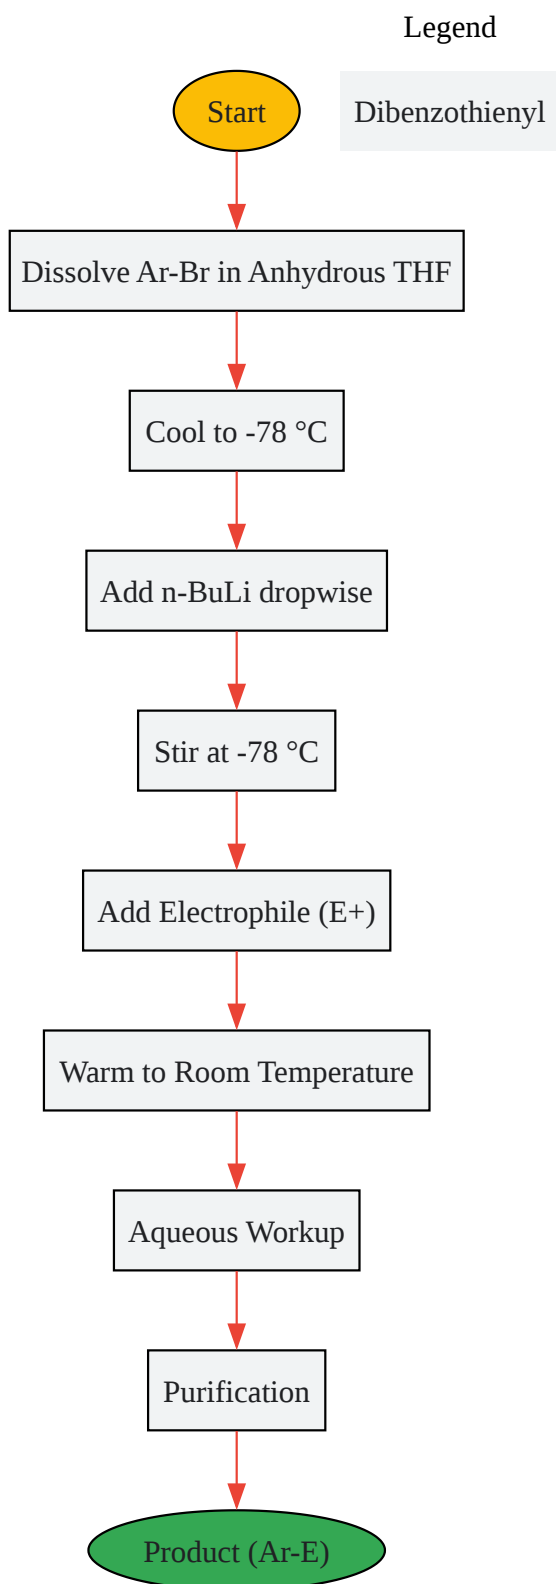 Legend
Start
Dibenzothienyl
Dissolve Ar-Br in Anhydrous THF
Cool to -78 °C
Add n-BuLi dropwise
Stir at -78 °C
Add Electrophile (E+)
Warm to Room Temperature
Aqueous Workup
Purification
Product (Ar-E)